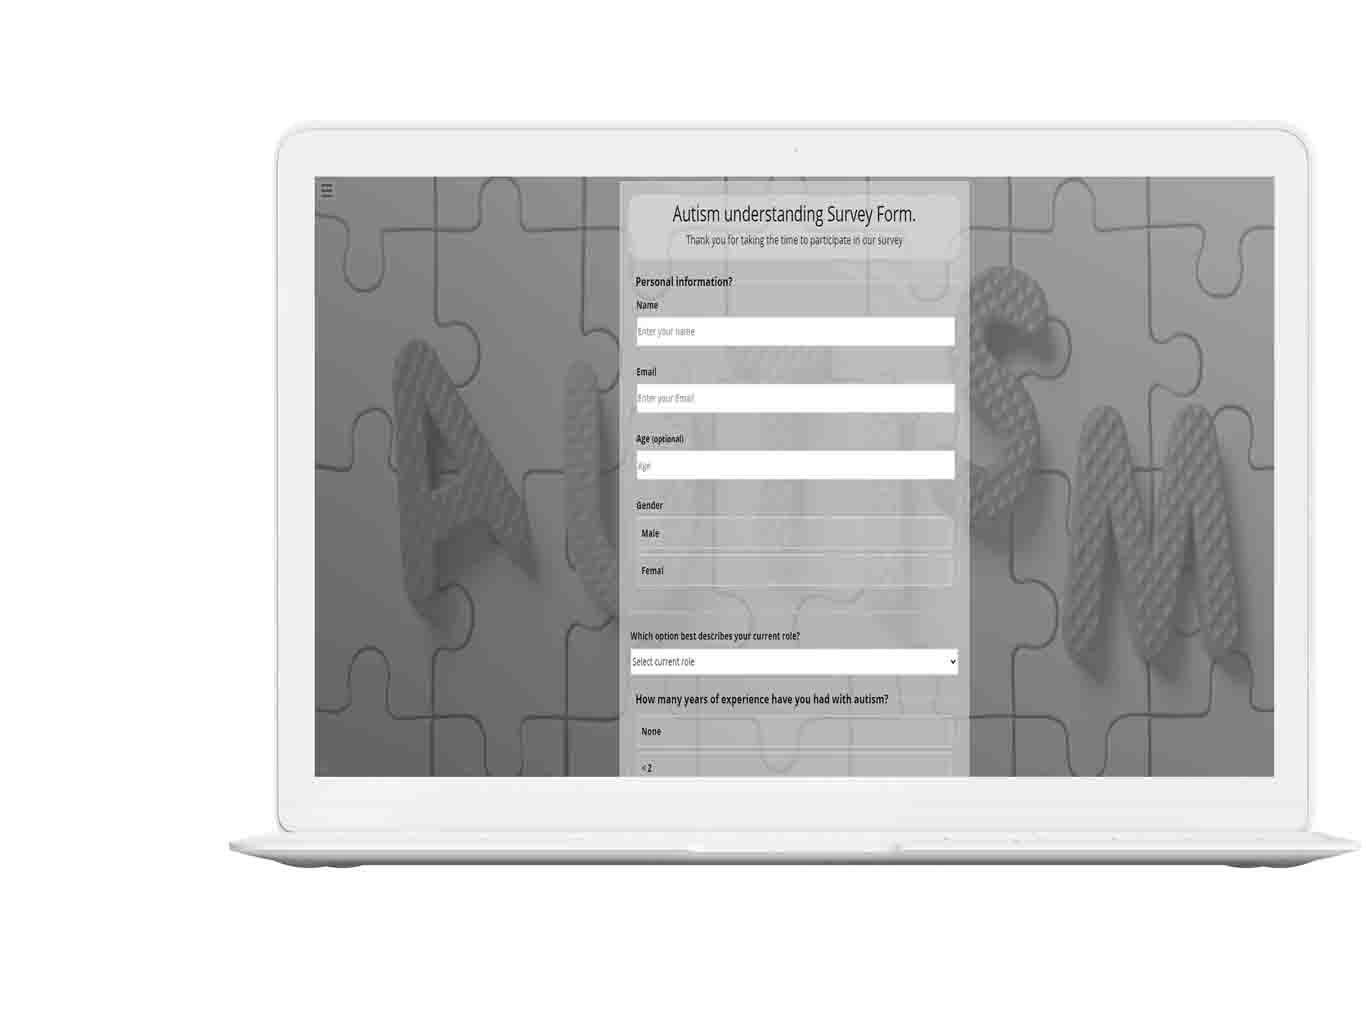 Autism understanding Survey Form.
Thank you for taking the time to participate in our survey
Personal information?
Name
Enter your name
Email
Enter your Email
Age (optional)
Age
Gender
Male
Femal
Which option best describes your current role?
Select current role
How many years of experience have you had with autism?
None
< 2
A U T I S M